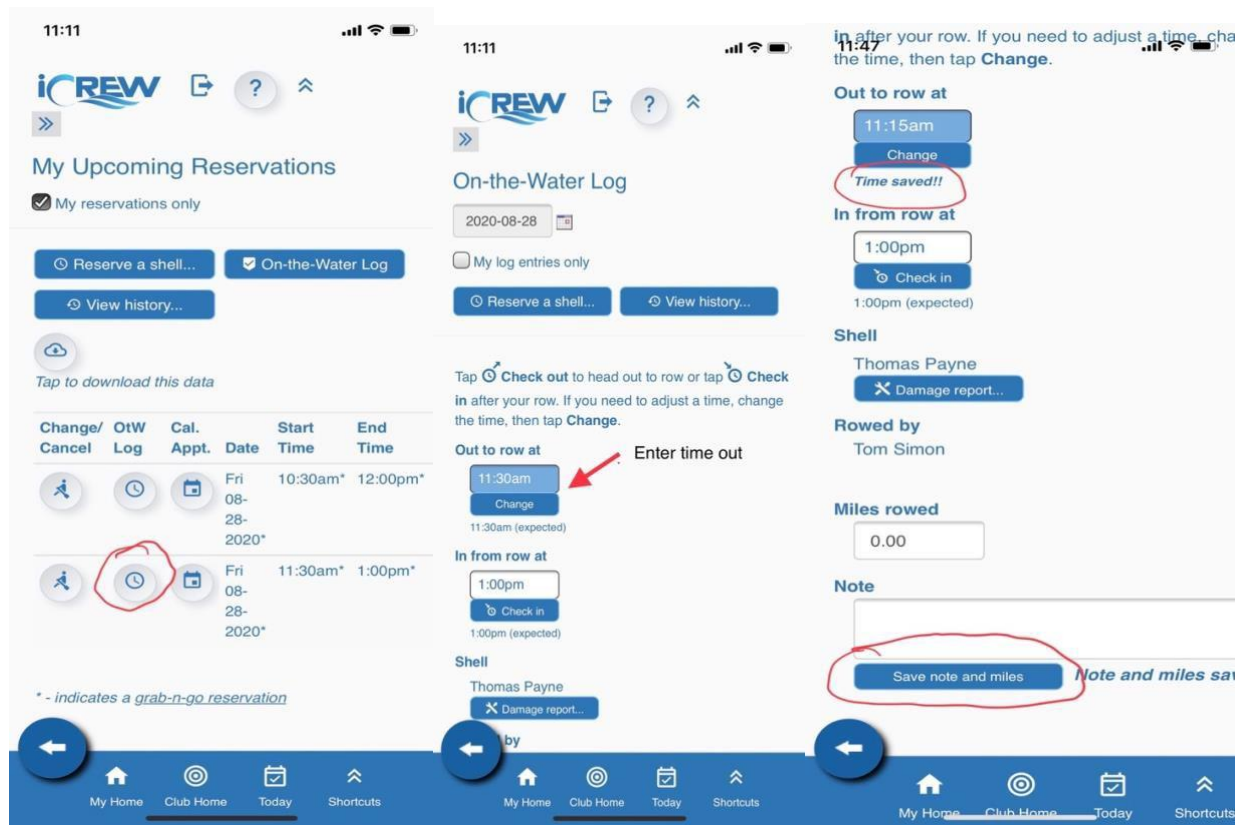 11:11
iCREW
?
My Upcoming Reservations
My reservations only
Reserve a shell...
On-the-Water Log
View history...
Tap to download this data
Change/ Cancel OtW Log Cal. Appt. Date Start Time End Time
Fri 08-28-2020* 10:30am* 12:00pm*
Fri 08-28-2020* 11:30am* 1:00pm*
* - indicates a grab-n-go reservation
My Home Club Home Today Shortcuts
11:11
iCREW
?
On-the-Water Log
2020-08-28
My log entries only
Reserve a shell...
View history...
Tap Check out to head out to row or tap Check
in after your row. If you need to adjust a time, change
the time, then tap Change.
Out to row at
Enter time out
11:30am
Change
11:30am (expected)
In from row at
1:00pm
Check in
1:00pm (expected)
Shell
Thomas Payne
Damage report...
by
My Home Club Home Today Shortcuts
in after your row. If you need to adjust a time, cha
11:47
the time, then tap Change.
Out to row at
11:15am
Change
Time saved!!
In from row at
1:00pm
Check in
1:00pm (expected)
Shell
Thomas Payne
Damage report...
Rowed by
Tom Simon
Miles rowed
0.00
Note
Save note and miles
Note and miles sav
My Home Club Home Today Shortcuts